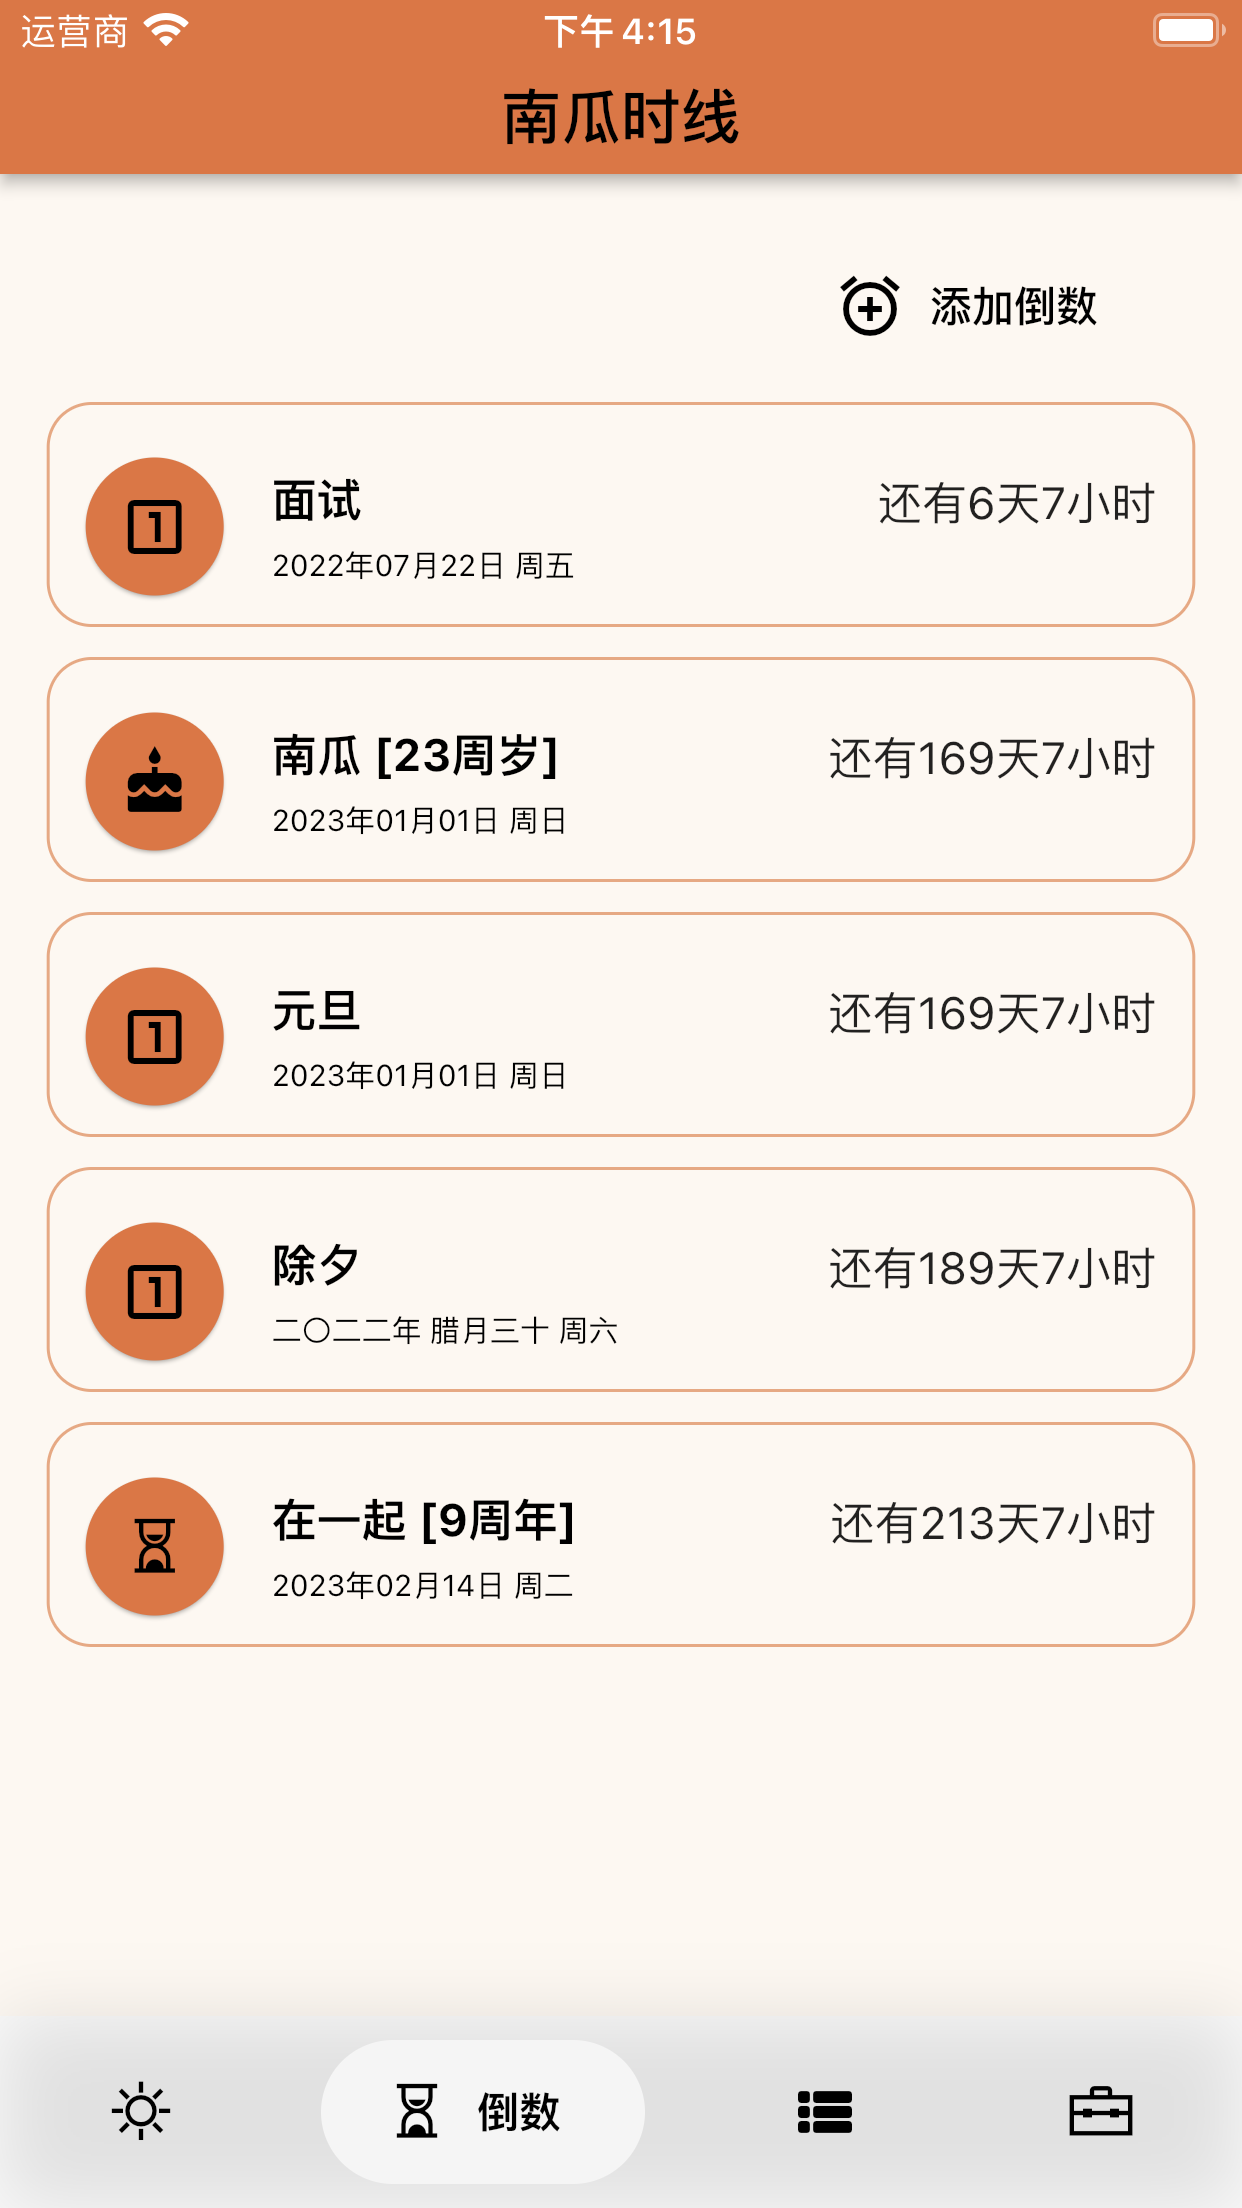 运营商 下午4:15
南瓜时线
添加倒数
面试 还有6天7小时
2022年07月22日 周五
南瓜 [23周岁] 还有169天7小时
2023年01月01日 周日
元旦 还有169天7小时
2023年01月01日 周日
除夕 还有189天7小时
二〇二二年 腊月三十 周六
在一起 [9周年] 还有213天7小时
2023年02月14日 周二
倒数